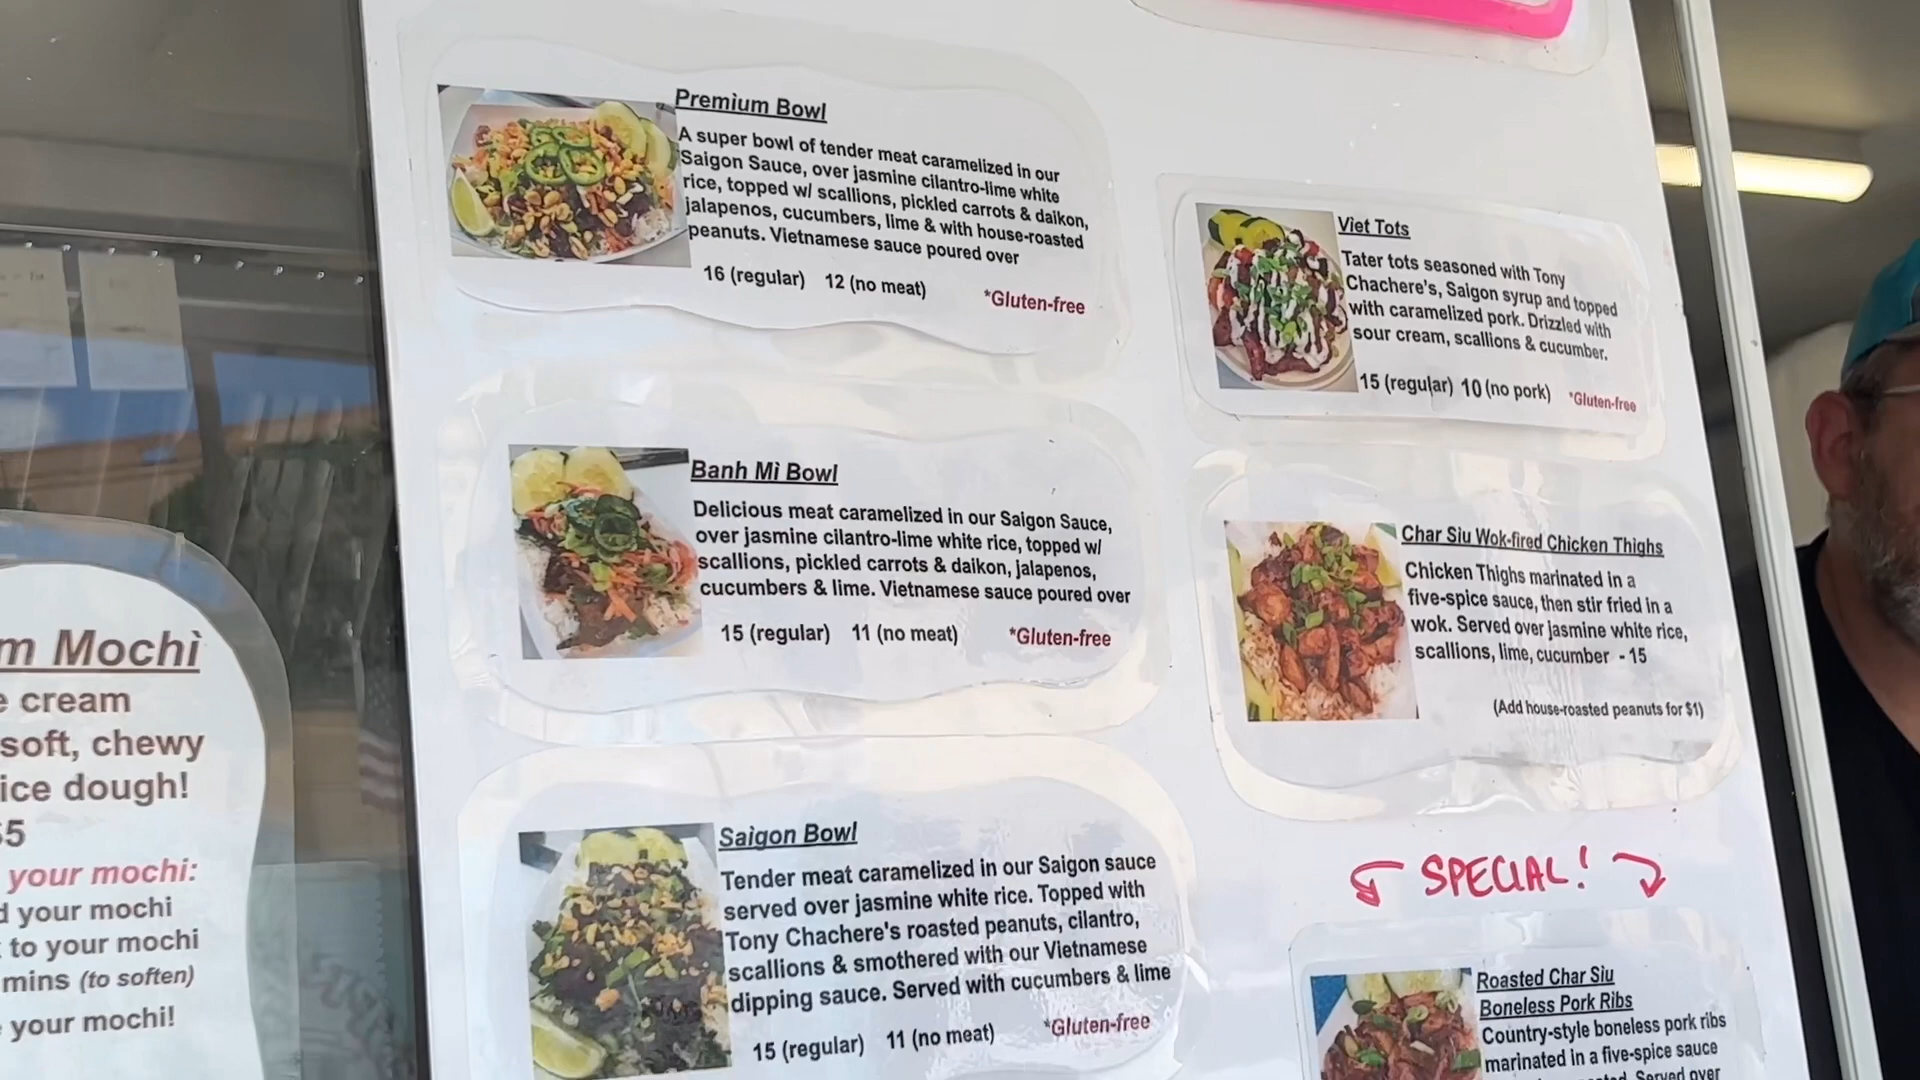 Premium Bowl
A super bowl of tender meat caramelized in our
Saigon Sauce, over jasmine cilantro-lime white
rice, topped w/ scallions, pickled carrots & daikon,
jalapenos, cucumbers, lime & with house-roasted
peanuts. Vietnamese sauce poured over
16 (regular) 12 (no meat) *Gluten-free
Banh Mì Bowl
Delicious meat caramelized in our Saigon Sauce,
over jasmine cilantro-lime white rice, topped w/
scallions, pickled carrots & daikon, jalapenos,
cucumbers & lime. Vietnamese sauce poured over
15 (regular) 11 (no meat) *Gluten-free
Saigon Bowl
Tender meat caramelized in our Saigon sauce
served over jasmine white rice. Topped with
Tony Chachere's roasted peanuts, cilantro,
scallions & smothered with our Vietnamese
dipping sauce. Served with cucumbers & lime
15 (regular) 11 (no meat) *Gluten-free
Viet Tots
Tater tots seasoned with Tony
Chachere's, Saigon syrup and topped
with caramelized pork. Drizzled with
sour cream, scallions & cucumber.
15 (regular) 10 (no pork) *Gluten-free
Char Siu Wok-fired Chicken Thighs
Chicken Thighs marinated in a
five-spice sauce, then stir fried in a
wok. Served over jasmine white rice,
scallions, lime, cucumber - 15
(Add house-roasted peanuts for $1)
SPECIAL!
Roasted Char Siu
Boneless Pork Ribs
Country-style boneless pork ribs
marinated in a five-spice sauce
Served over
m Mochì
cream
soft, chewy
ice dough!
$5
your mochi:
d your mochi
to your mochi
mins (to soften)
your mochi!